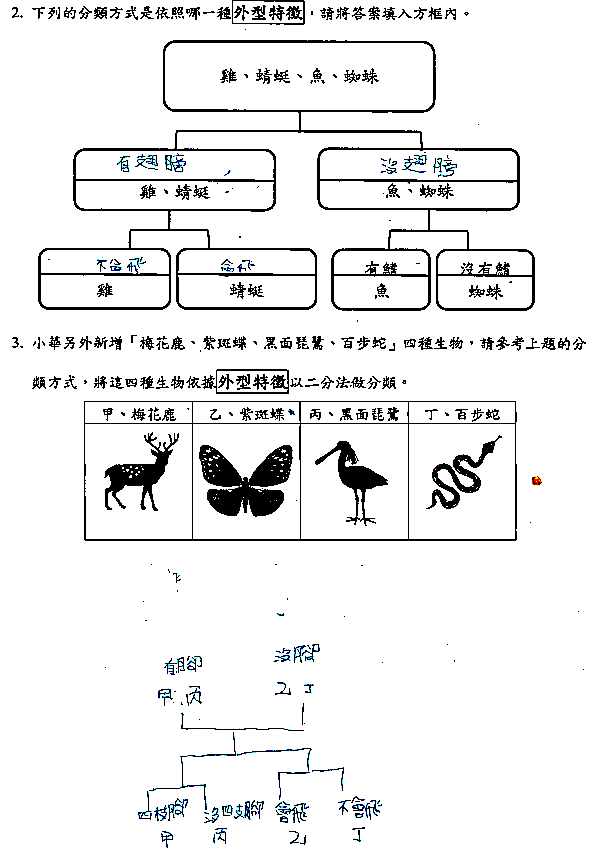 2. 下列的分類方式是依照哪一種外型特徵，請將答案填入方框內。
雞、蜻蜓、魚、蜘蛛
有翅膀 沒翅膀
雞、蜻蜓 魚、蜘蛛
不會飛 會飛 有鰭 沒有鰭
雞 蜻蜓 魚 蜘蛛
3. 小華另外新增「梅花鹿、紫斑蝶、黑面琵鷺、百步蛇」四種生物，請參考上題的分
類方式，將這四種生物依據外型特徵以二分法做分類。
甲、梅花鹿 乙、紫斑蝶 丙、黑面琵鷺 丁、百步蛇
有腳 沒腳
甲、丙 乙 丁
四枝腳 沒四支腳 會飛 不會飛
甲 丙 乙 丁